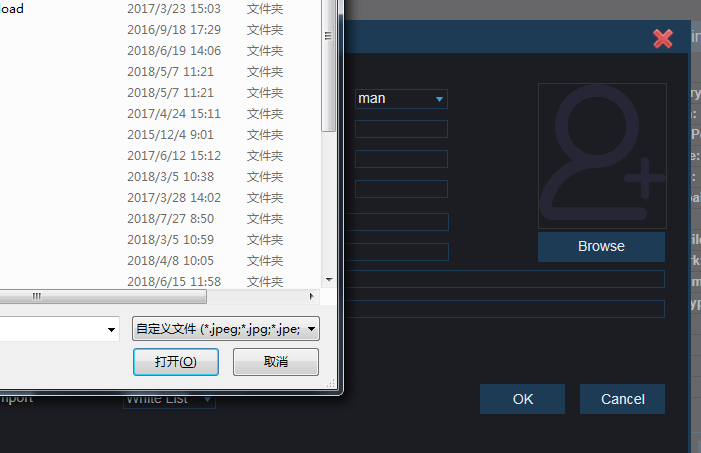 oad 2017/3/23 15:03 文件夹
2016/9/18 17:29 文件夹
2018/6/19 14:06 文件夹
2018/5/7 11:21 文件夹
2018/5/7 11:21 文件夹
2017/4/24 15:11 文件夹
2015/12/4 9:01 文件夹
2017/6/12 15:12 文件夹
2018/3/5 10:38 文件夹
2017/3/28 14:02 文件夹
2018/7/27 8:50 文件夹
2018/3/5 10:59 文件夹
2018/4/8 10:05 文件夹
2018/6/15 11:58 文件夹
自定义文件 (*.jpeg;*.jpg;*.jpe;
打开(O) 取消
man
Browse
mport White List
OK Cancel